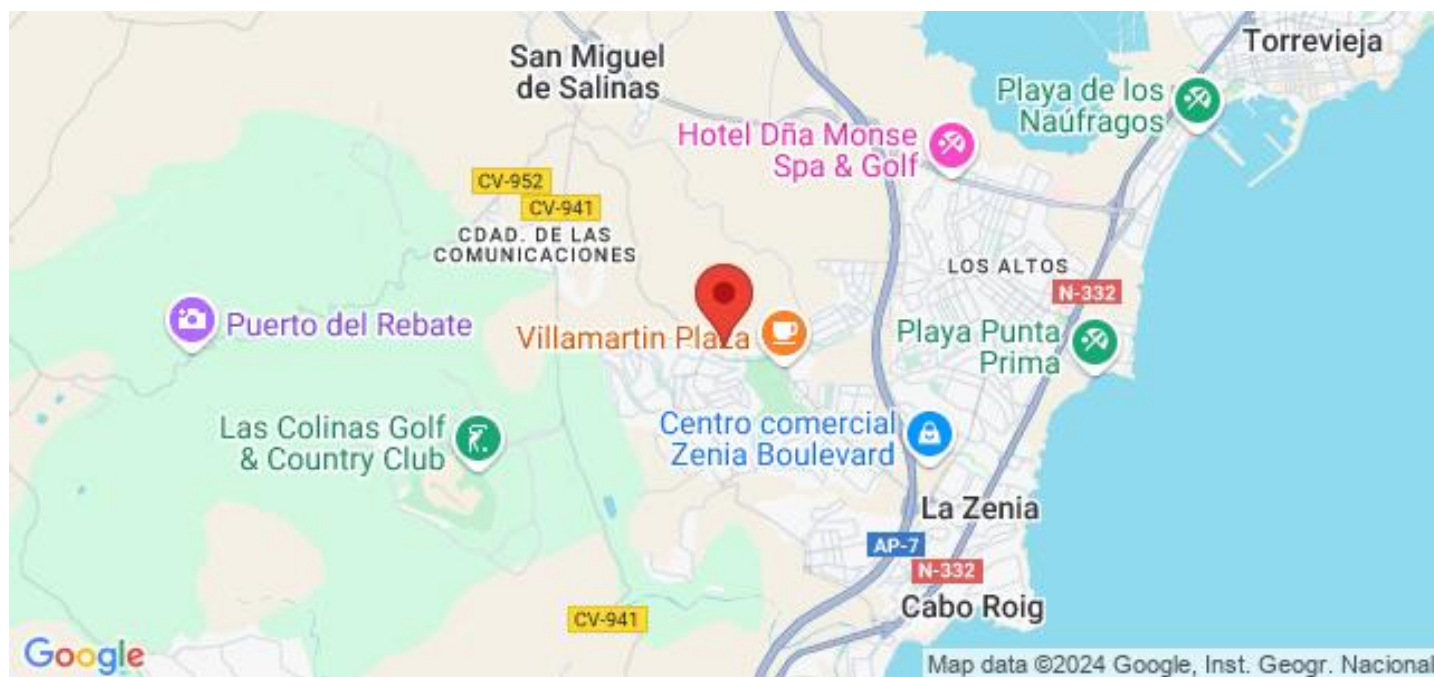 Torrevieja
San Miguel
de Salinas
Playa de los
Naúfragos
Hotel Dña Monse
Spa & Golf
CV-952
CV-941
CDAD. DE LAS
COMUNICACIONES
LOS ALTOS
N-332
Puerto del Rebate
Villamartin Plaza
Playa Punta
Prima
Las Colinas Golf
& Country Club
Centro comercial
Zenia Boulevard
La Zenia
AP-7
N-332
Cabo Roig
CV-941
Google
Map data ©2024 Google, Inst. Geogr. Nacional